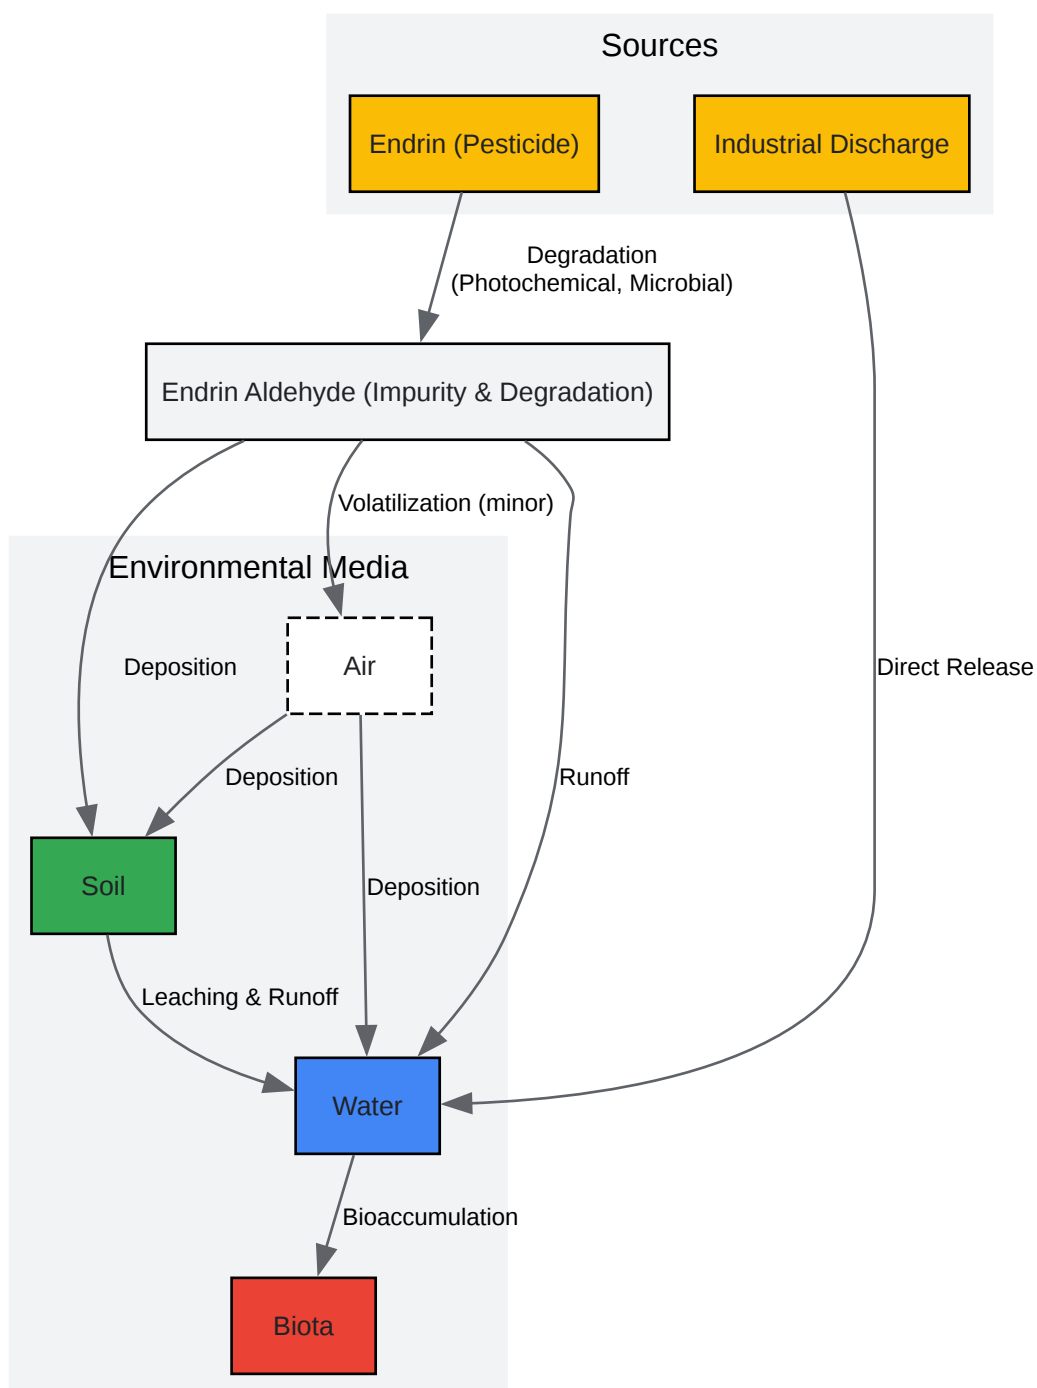 Sources
Endrin (Pesticide)
Industrial Discharge
Degradation
(Photochemical, Microbial)
Endrin Aldehyde (Impurity & Degradation)
Volatilization (minor)
Environmental Media
Deposition
Air
Direct Release
Deposition
Runoff
Soil
Deposition
Leaching & Runoff
Water
Bioaccumulation
Biota